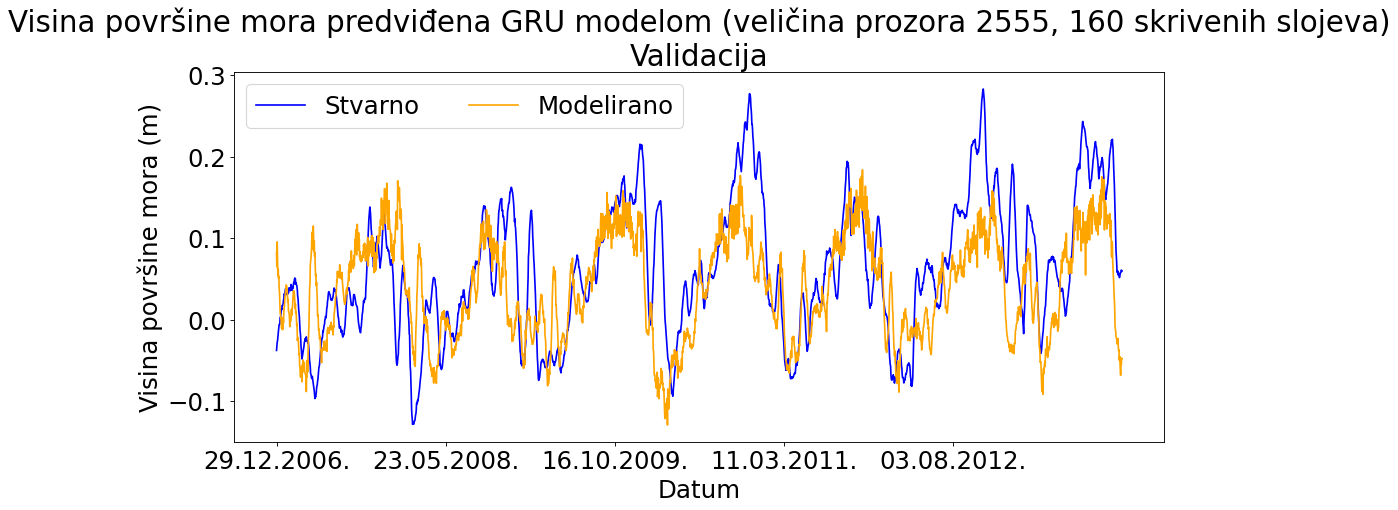 Visina površine mora predviđena GRU modelom (veličina prozora 2555, 160 skrivenih slojeva)
Validacija
Stvarno
Modelirano
Visina površine mora (m)
0.3
0.2
0.1
0.0
−0.1
29.12.2006.
23.05.2008.
16.10.2009.
11.03.2011.
03.08.2012.
Datum